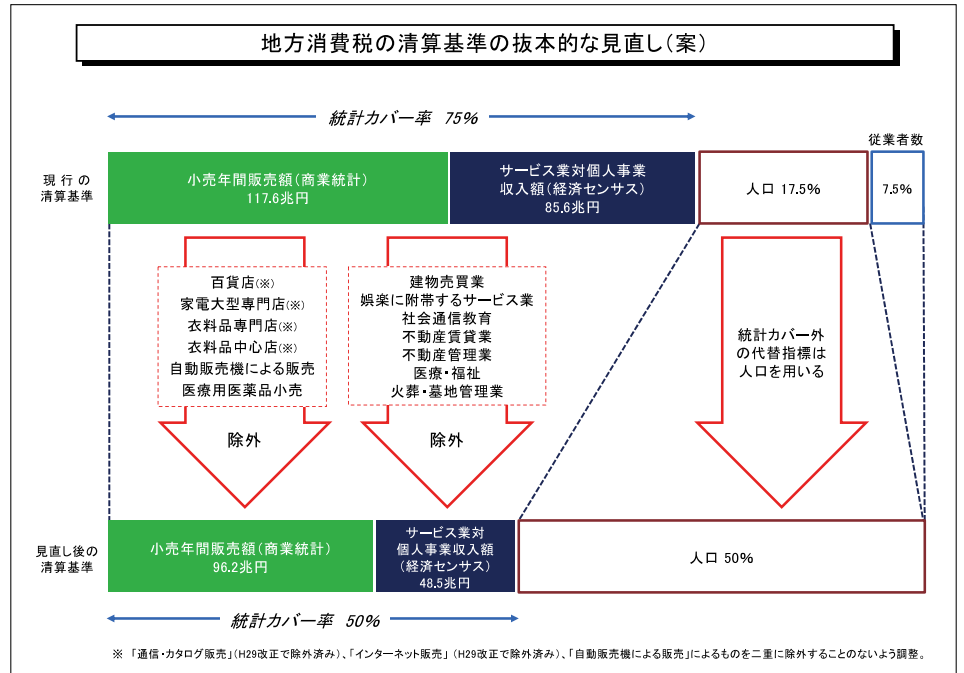 地方消費税の清算基準の抜本的な見直し(案)
統計カバー率 75%
従業者数
現行の
清算基準
小売年間販売額(商業統計)
117.6兆円
サービス業対個人事業
収入額(経済センサス)
85.6兆円
人口 17.5%
7.5%
百貨店(※)
家電大型専門店(※)
衣料品専門店(※)
衣料品中心店(※)
自動販売機による販売
医療用医薬品小売
除外
建物売買業
娯楽に附帯するサービス業
社会通信教育
不動産賃貸業
不動産管理業
医療・福祉
火葬・墓地管理業
除外
統計カバー外
の代替指標は
人口を用いる
見直し後の
清算基準
小売年間販売額(商業統計)
96.2兆円
サービス業対
個人事業収入額
(経済センサス)
48.5兆円
人口 50%
統計カバー率 50%
※ 「通信・カタログ販売」(H29改正で除外済み)、「インターネット販売」 (H29改正で除外済み)、「自動販売機による販売」によるものを二重に除外することのないよう調整。